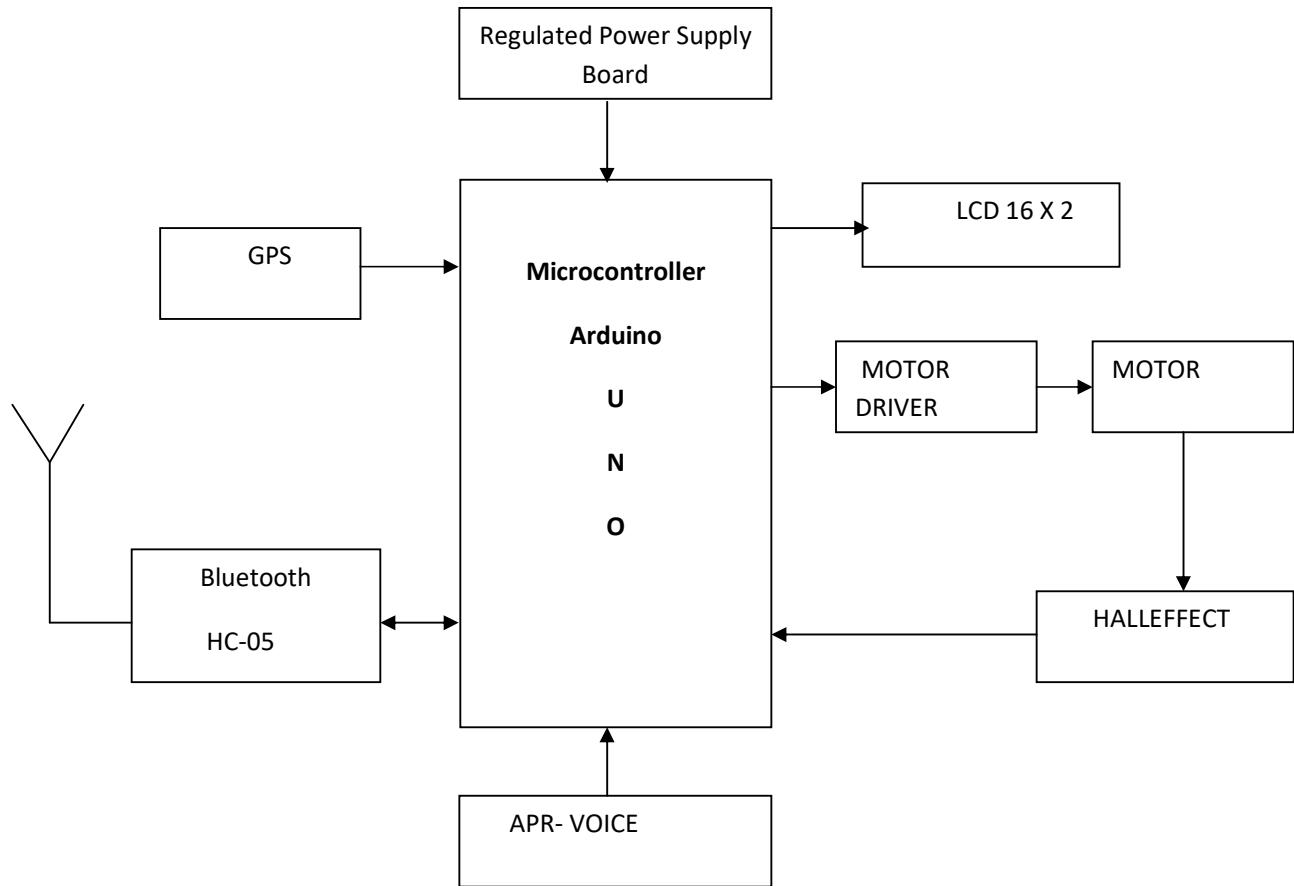 Regulated Power Supply
Board
LCD 16 X 2
GPS
Microcontroller
Arduino
U
N
O
MOTOR
DRIVER
MOTOR
Bluetooth
HC-05
HALLEFFECT
APR- VOICE